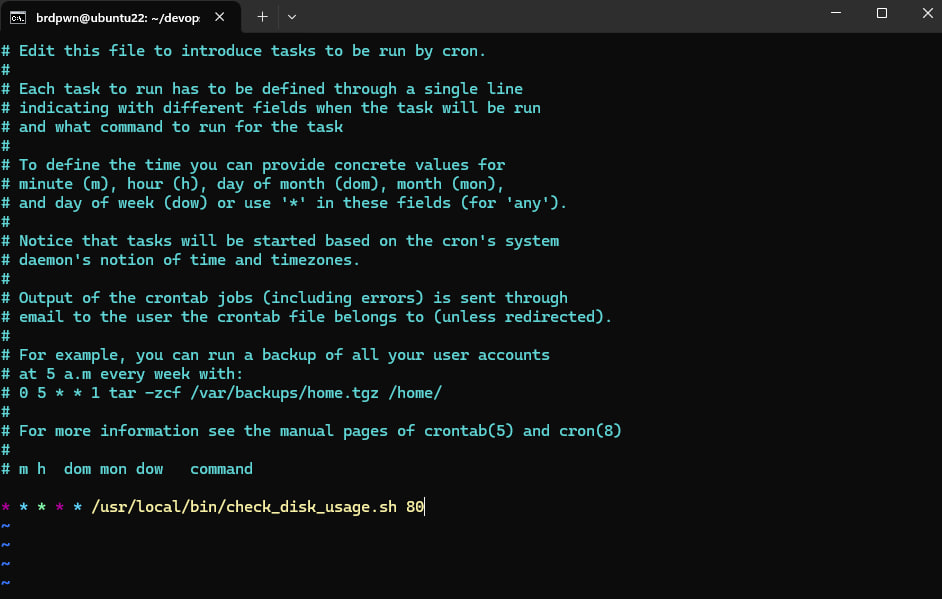 brdpwn@ubuntu22: ~/devop
# Edit this file to introduce tasks to be run by cron.
#
# Each task to run has to be defined through a single line
# indicating with different fields when the task will be run
# and what command to run for the task
#
# To define the time you can provide concrete values for
# minute (m), hour (h), day of month (dom), month (mon),
# and day of week (dow) or use '*' in these fields (for 'any').
#
# Notice that tasks will be started based on the cron's system
# daemon's notion of time and timezones.
#
# Output of the crontab jobs (including errors) is sent through
# email to the user the crontab file belongs to (unless redirected).
#
# For example, you can run a backup of all your user accounts
# at 5 a.m every week with:
# 0 5 * * 1 tar -zcf /var/backups/home.tgz /home/
#
# For more information see the manual pages of crontab(5) and cron(8)
#
# m h  dom mon dow   command

* * * * * /usr/local/bin/check_disk_usage.sh 80
~
~
~
~